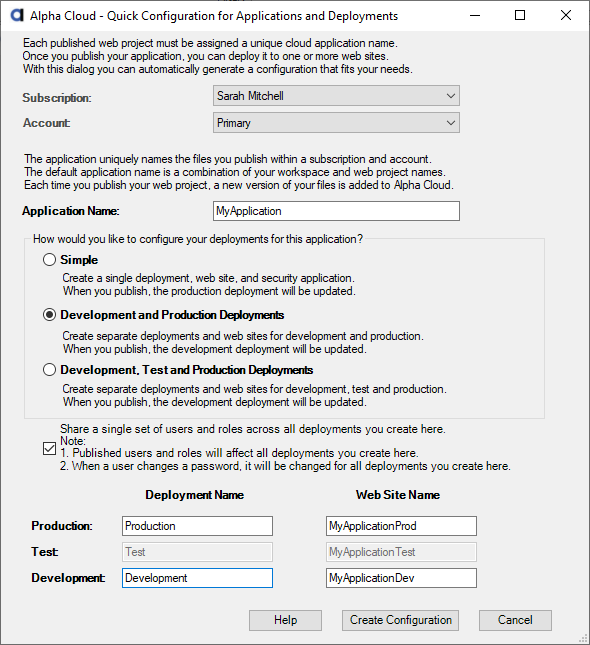 Alpha Cloud - Quick Configuration for Applications and Deployments
Each published web project must be assigned a unique cloud application name.
Once you publish your application, you can deploy it to one or more web sites.
With this dialog you can automatically generate a configuration that fits your needs.
Subscription: Sarah Mitchell
Account: Primary
The application uniquely names the files you publish within a subscription and account.
The default application name is a combination of your workspace and web project names.
Each time you publish your web project, a new version of your files is added to Alpha Cloud.
Application Name: MyApplication
How would you like to configure your deployments for this application?
Simple
Create a single deployment, web site, and security application.
When you publish, the production deployment will be updated.
Development and Production Deployments
Create separate deployments and web sites for development and production.
When you publish, the development deployment will be updated.
Development, Test and Production Deployments
Create separate deployments and web sites for development, test and production.
When you publish, the development deployment will be updated.
Share a single set of users and roles across all deployments you create here.
Note:
1. Published users and roles will affect all deployments you create here.
2. When a user changes a password, it will be changed for all deployments you create here.
Deployment Name Web Site Name
Production: Production MyApplicationProd
Test: Test MyApplicationTest
Development: Development MyApplicationDev
Help Create Configuration Cancel